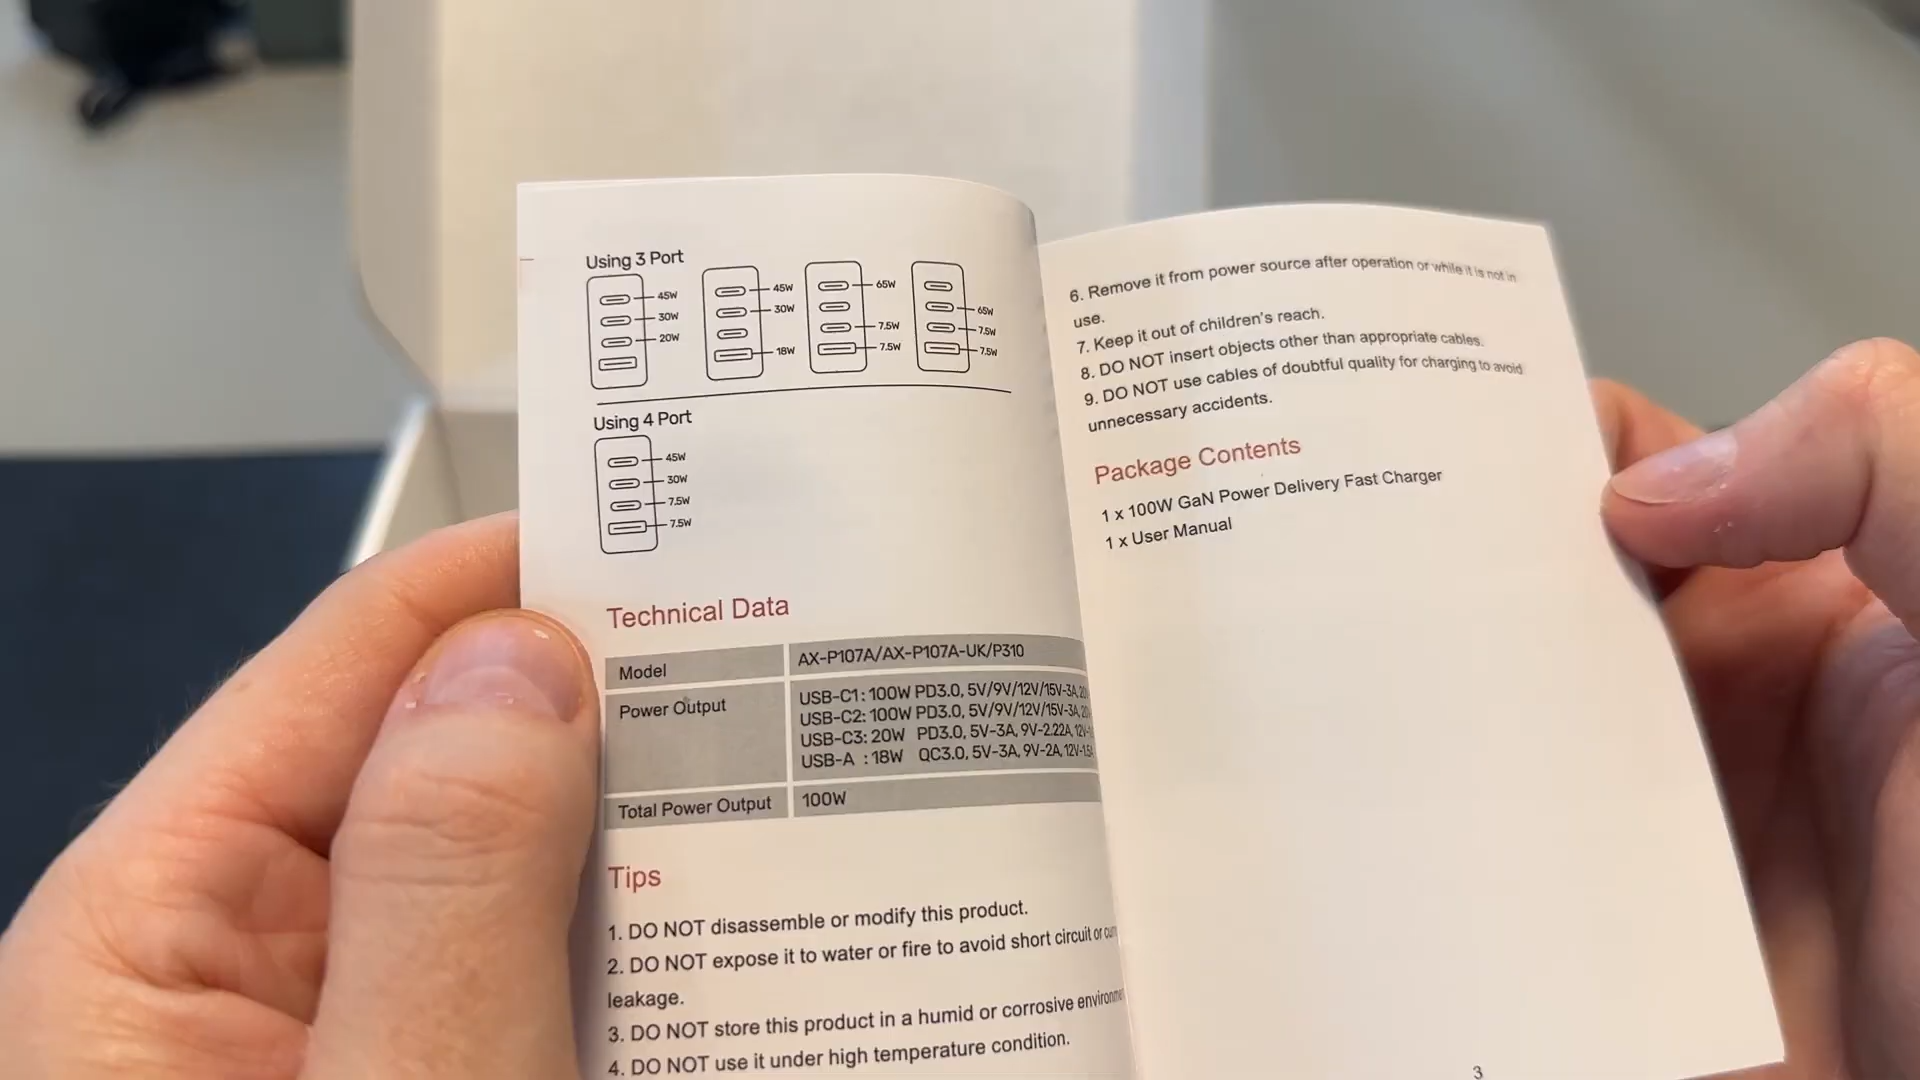 Using 3 Port
45W
30W
20W
45W
30W
18W
65W
7.5W
7.5W
65W
7.5W
7.5W
Using 4 Port
45W
30W
7.5W
7.5W
Technical Data
Model AX-P107A/AX-P107A-UK/P310
Power Output USB-C1: 100W PD3.0, 5V/9V/12V/15V-3A,
USB-C2: 100W PD3.0, 5V/9V/12V/15V-3A,
USB-C3: 20W PD3.0, 5V-3A, 9V-2.22A,
USB-A : 18W QC3.0, 5V-3A, 9V-2A, 12V-1.5A
Total Power Output 100W
Tips
1. DO NOT disassemble or modify this product.
2. DO NOT expose it to water or fire to avoid short circuit or
leakage.
3. DO NOT store this product in a humid or corrosive
4. DO NOT use it under high temperature condition.
6. Remove it from power source after operation or while it is not in
use.
7. Keep it out of children's reach.
8. DO NOT insert objects other than appropriate cables.
9. DO NOT use cables of doubtful quality for charging to avoid
unnecessary accidents.
Package Contents
1 x 100W GaN Power Delivery Fast Charger
1 x User Manual
3